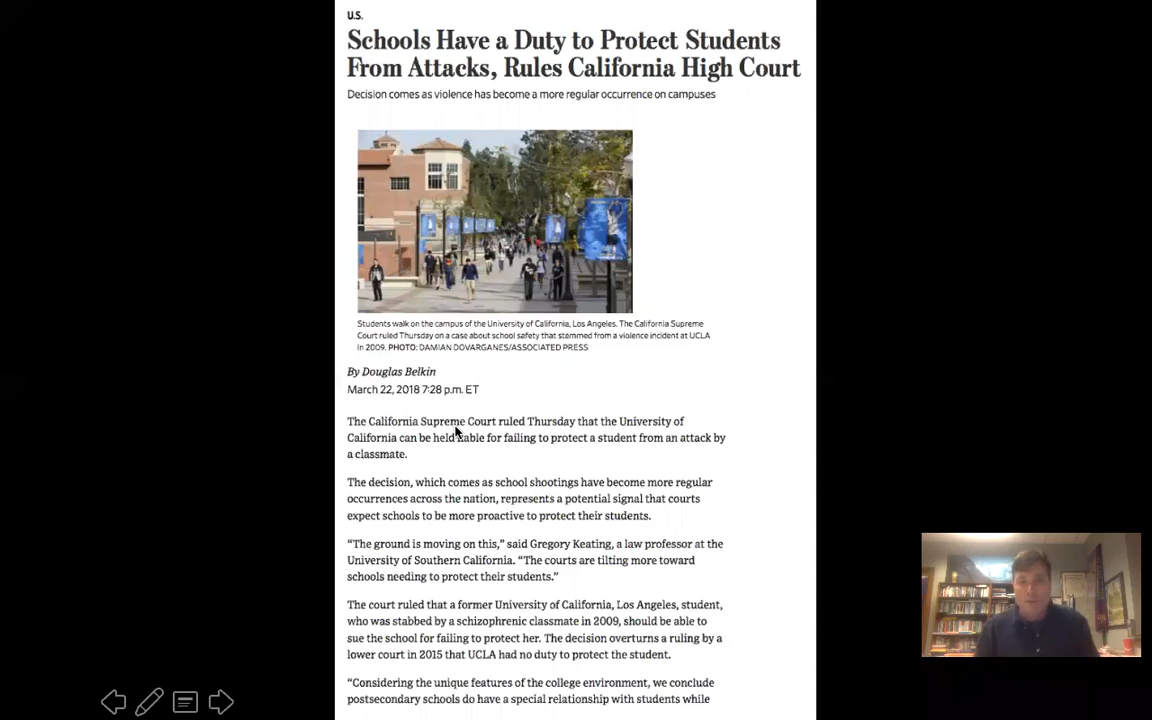 U.S.
Schools Have a Duty to Protect Students
From Attacks, Rules California High Court
Decision comes as violence has become a more regular occurrence on campuses
Students walk on the campus of the University of California, Los Angeles. The California Supreme
Court ruled Thursday on a case about school safety that stemmed from a violence incident at UCLA
in 2009. PHOTO: DAMIAN DOVARGANES/ASSOCIATED PRESS
By Douglas Belkin
March 22, 2018 7:28 p.m. ET
The California Supreme Court ruled Thursday that the University of
California can be held liable for failing to protect a student from an attack by
a classmate.
The decision, which comes as school shootings have become more regular
occurrences across the nation, represents a potential signal that courts
expect schools to be more proactive to protect their students.
“The ground is moving on this,” said Gregory Keating, a law professor at the
University of Southern California. “The courts are tilting more toward
schools needing to protect their students.”
The court ruled that a former University of California, Los Angeles, student,
who was stabbed by a schizophrenic classmate in 2009, should be able to
sue the school for failing to protect her. The decision overturns a ruling by a
lower court in 2015 that UCLA had no duty to protect the student.
“Considering the unique features of the college environment, we conclude
postsecondary schools do have a special relationship with students while